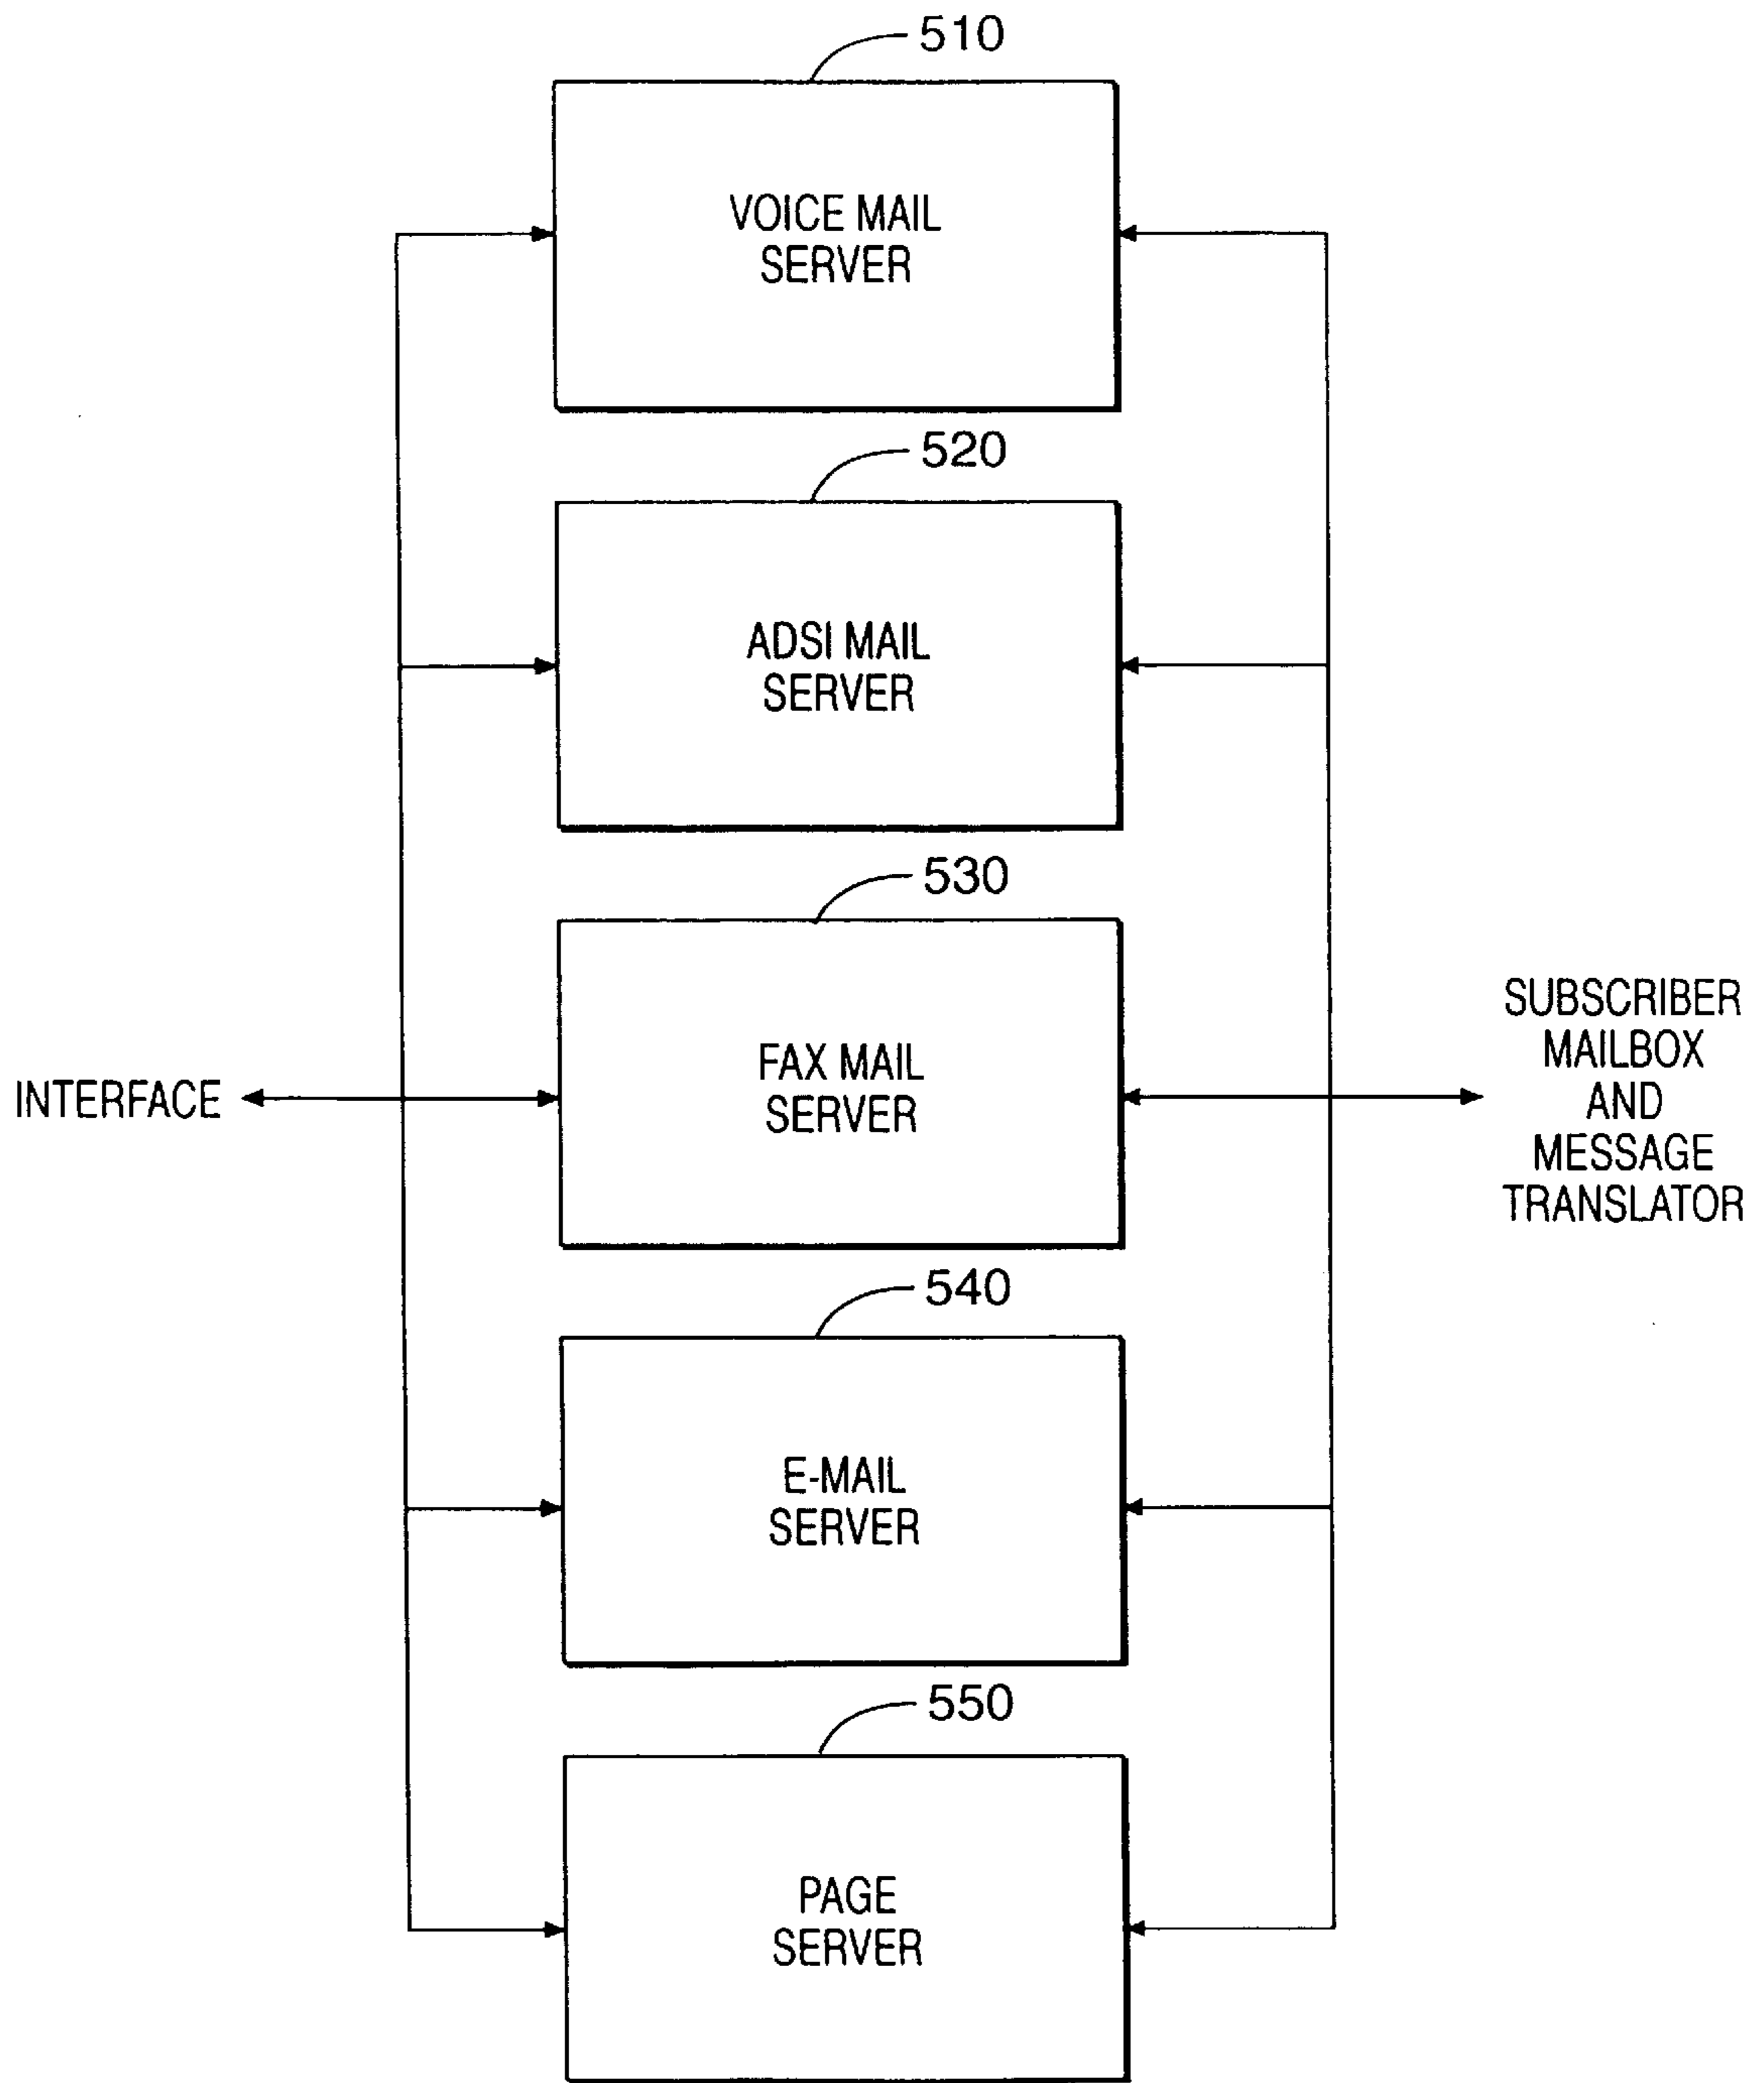 510
VOICE MAIL
SERVER
520
ADSI MAIL
SERVER
530
FAX MAIL
SERVER
INTERFACE
SUBSCRIBER
MAILBOX
AND
MESSAGE
TRANSLATOR
540
E-MAIL
SERVER
550
PAGE
SERVER